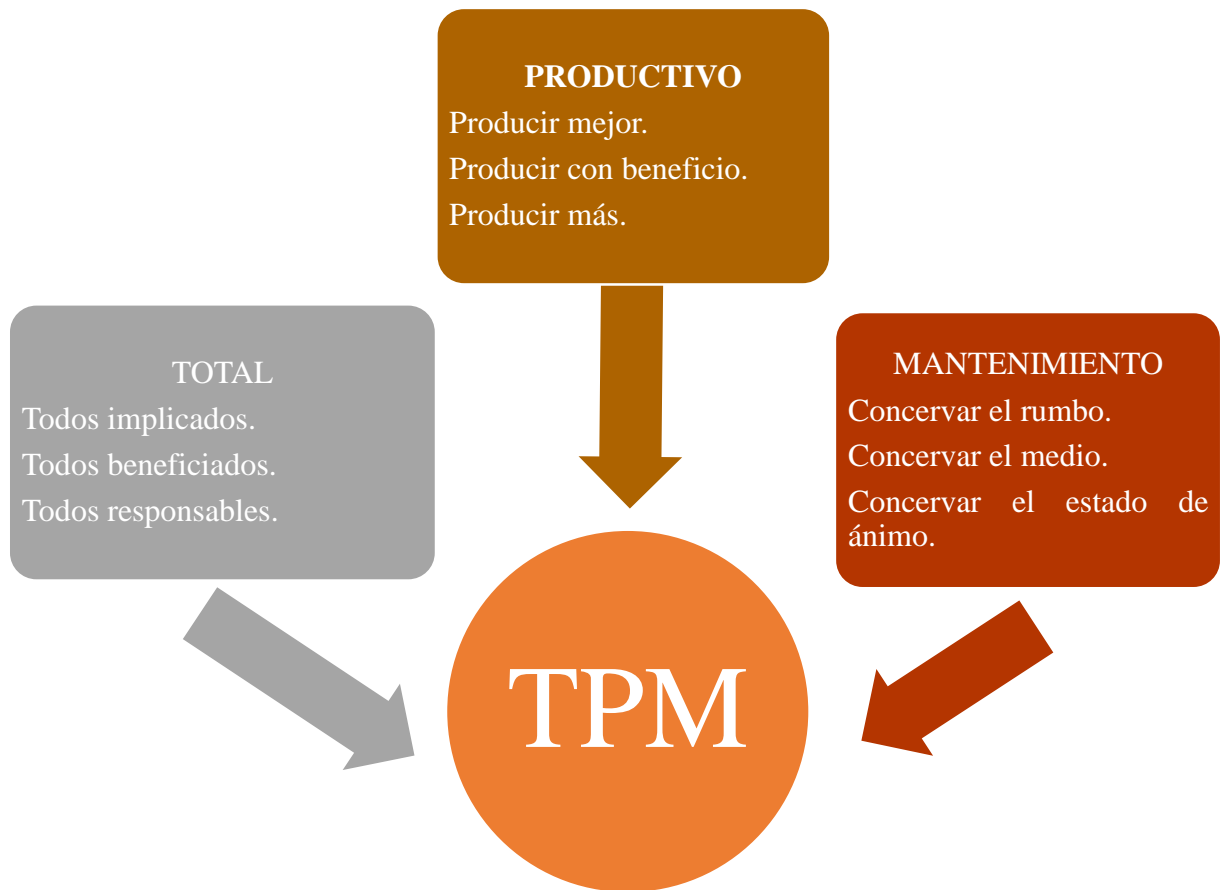 PRODUCTIVO
Producir mejor.
Producir con beneficio.
Producir más.
TOTAL
Todos implicados.
Todos beneficiados.
Todos responsables.
MANTENIMIENTO
Concervar el rumbo.
Concervar el medio.
Concervar el estado de
ánimo.
TPM